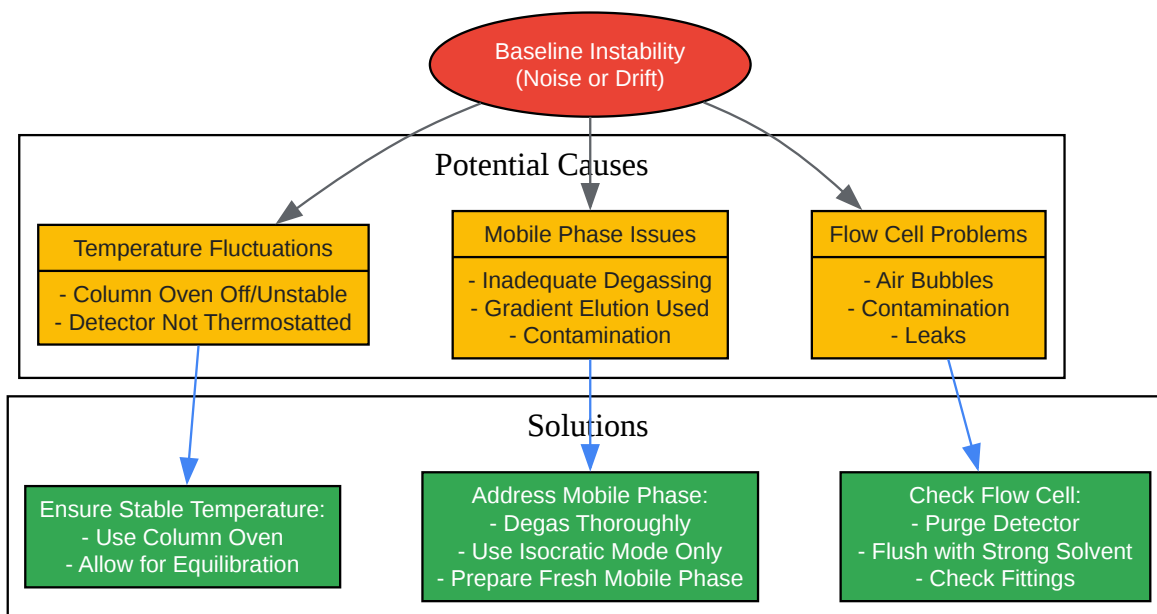 Baseline Instability
(Noise or Drift)
Potential Causes
Temperature Fluctuations
- Column Oven Off/Unstable
- Detector Not Thermostatted
Mobile Phase Issues
- Inadequate Degassing
- Gradient Elution Used
- Contamination
Flow Cell Problems
- Air Bubbles
- Contamination
- Leaks
Solutions
Ensure Stable Temperature:
- Use Column Oven
- Allow for Equilibration
Address Mobile Phase:
- Degas Thoroughly
- Use Isocratic Mode Only
- Prepare Fresh Mobile Phase
Check Flow Cell:
- Purge Detector
- Flush with Strong Solvent
- Check Fittings